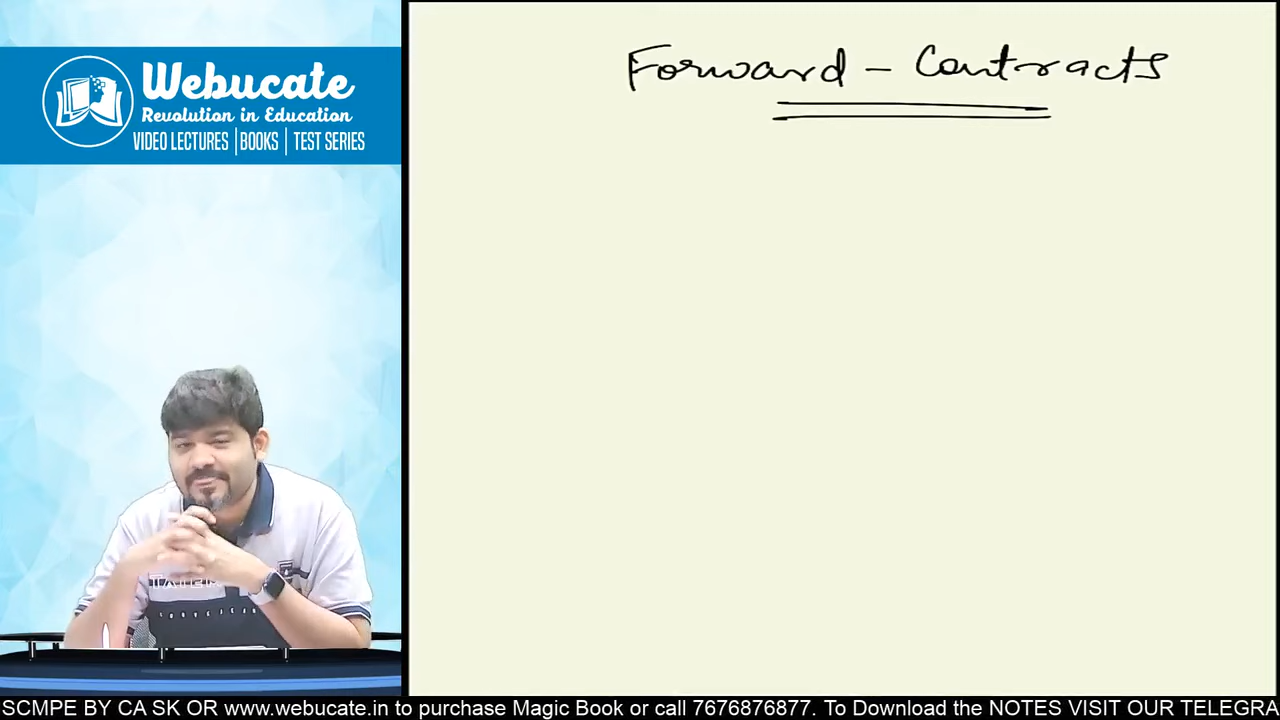 Webucate
Revolution in Education
VIDEO LECTURES | BOOKS | TEST SERIES
Forward - Contracts
SCMPE BY CA SK OR www.webucate.in to purchase Magic Book or call 7676876877. To Download the NOTES VISIT OUR TELEGRA